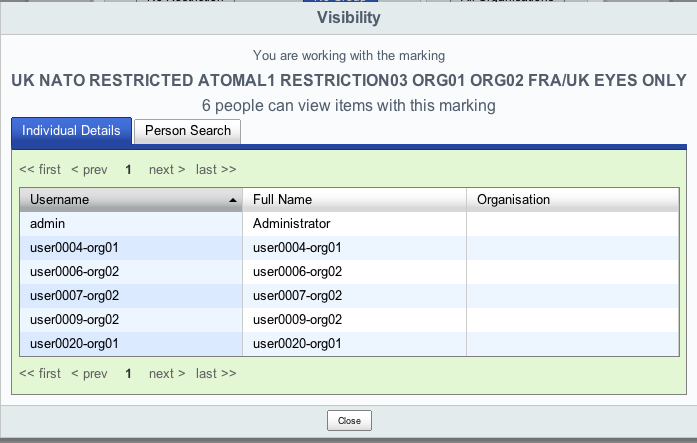 Visibility
You are working with the marking
UK NATO RESTRICTED ATOMAL1 RESTRICTION03 ORG01 ORG02 FRA/UK EYES ONLY
6 people can view items with this marking
Individual Details Person Search
<< first < prev 1 next > last >>
Username Full Name Organisation
admin Administrator
user0004-org01 user0004-org01
user0006-org02 user0006-org02
user0007-org02 user0007-org02
user0009-org02 user0009-org02
user0020-org01 user0020-org01
<< first < prev 1 next > last >>
Close